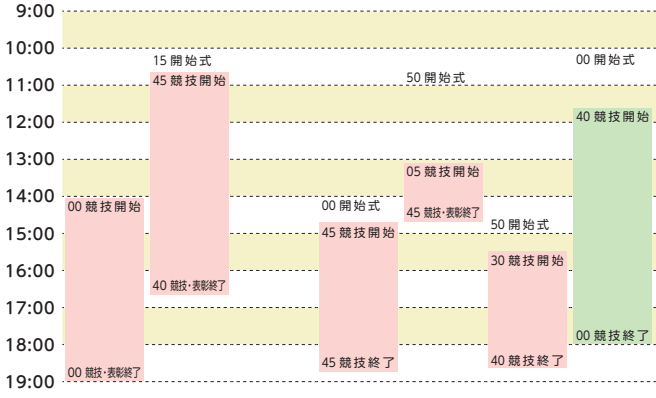 9:00
10:00
11:00
12:00
13:00
14:00
15:00
16:00
17:00
18:00
19:00
00 競技開始
00 競技・表彰終了
15 開始式
45 競技開始
40 競技・表彰終了
00 開始式
45 競技開始
45 競技終了
50 開始式
05 競技開始
45 競技・表彰終了
50 開始式
30 競技開始
40 競技終了
00 開始式
40 競技開始
00 競技終了